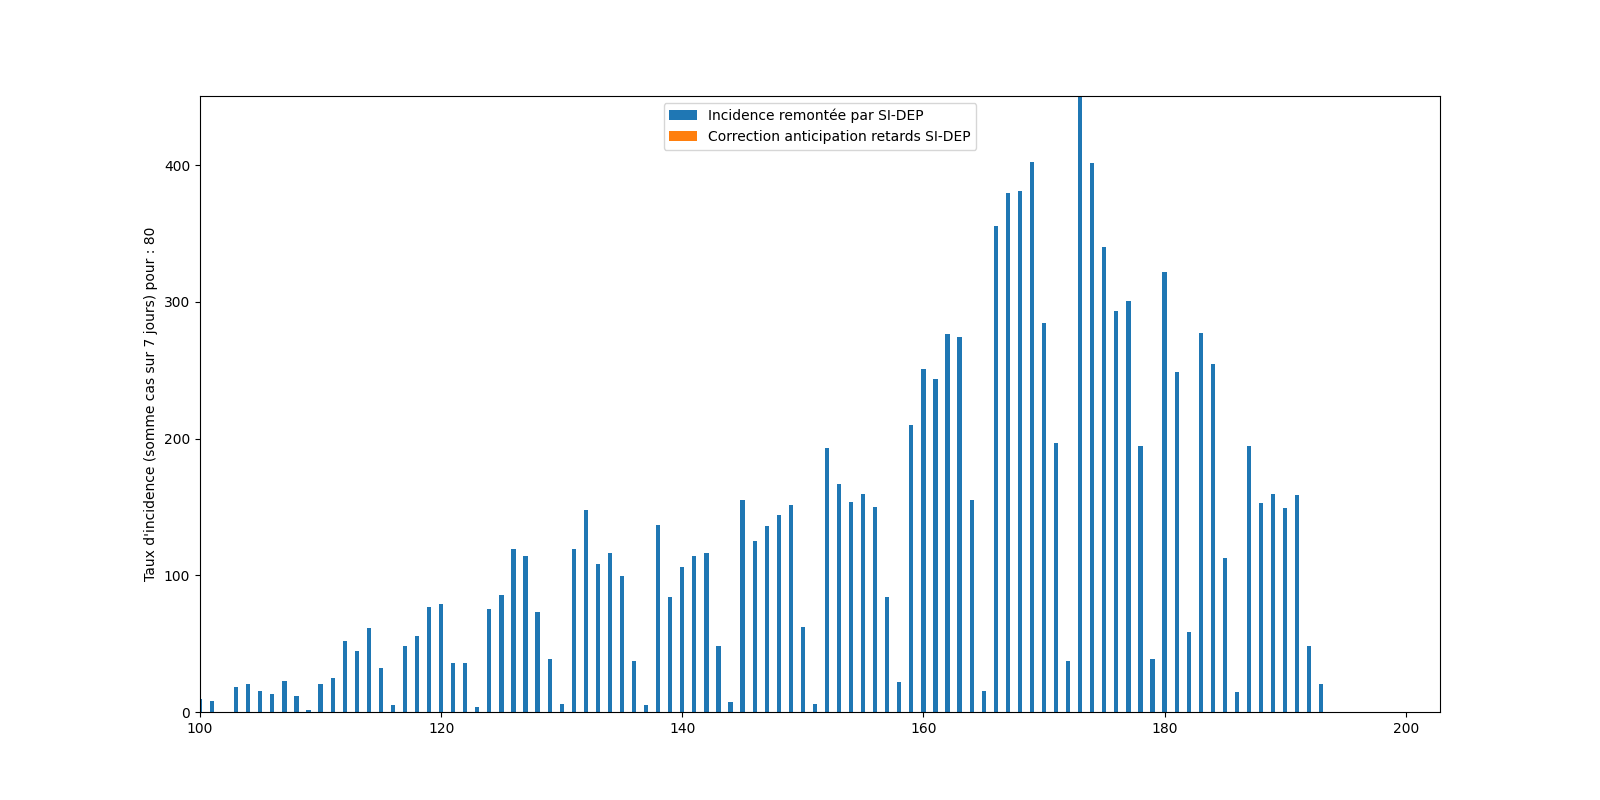 Incidence remontée par SI-DEP
Correction anticipation retards SI-DEP
Taux d'incidence (somme cas sur 7 jours) pour : 80
400
300
200
100
0
100 120 140 160 180 200